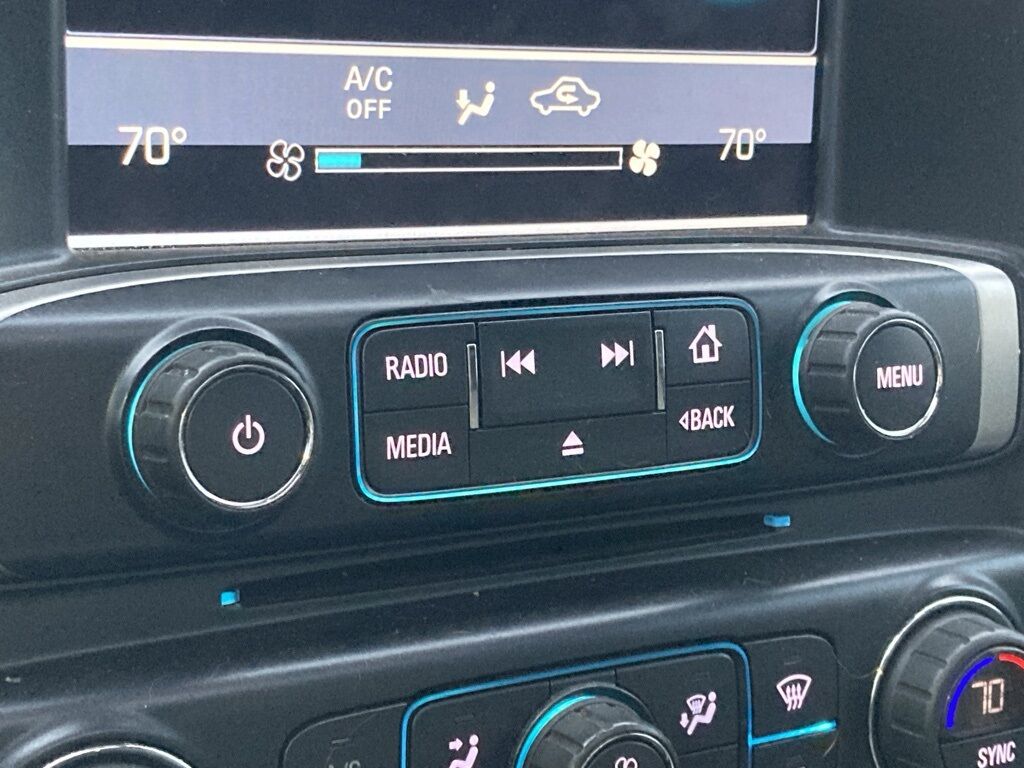 A/C
OFF
70°
70°
RADIO
MEDIA
BACK
MENU
70
SYNC
A/C